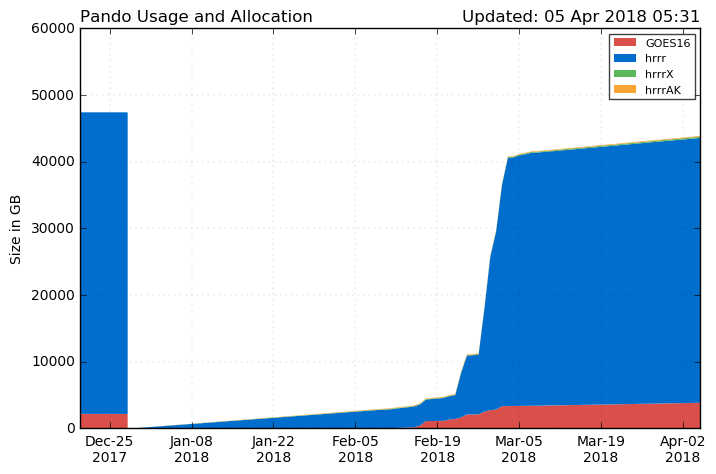 Pando Usage and Allocation Updated: 05 Apr 2018 05:31
60000
50000
40000
30000
20000
10000
0
Size in GB
GOES16
hrrr
hrrrX
hrrrAK
Dec-25 Jan-08 Jan-22 Feb-05 Feb-19 Mar-05 Mar-19 Apr-02
2017 2018 2018 2018 2018 2018 2018 2018